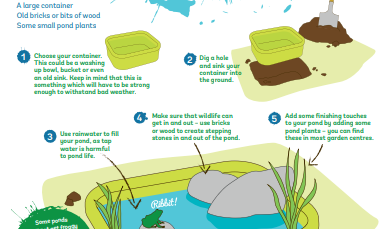 A large container
Old bricks or bits of wood
Some small pond plants
1 Choose your container.
This could be a washing
up bowl, bucket or even
an old sink. Keep in mind that this is
something which will have to be strong
enough to withstand bad weather.
2 Dig a hole
and sink your
container into
the ground.
3 Use rainwater to fill
your pond, as tap
water is harmful
to pond life.
4 Make sure that wildlife can
get in and out – use bricks
or wood to create stepping
stones in and out of the pond.
5 Add some finishing touches
to your pond by adding some
pond plants – you can find
these in most garden centres.
Ribbit!
Some ponds
freeze